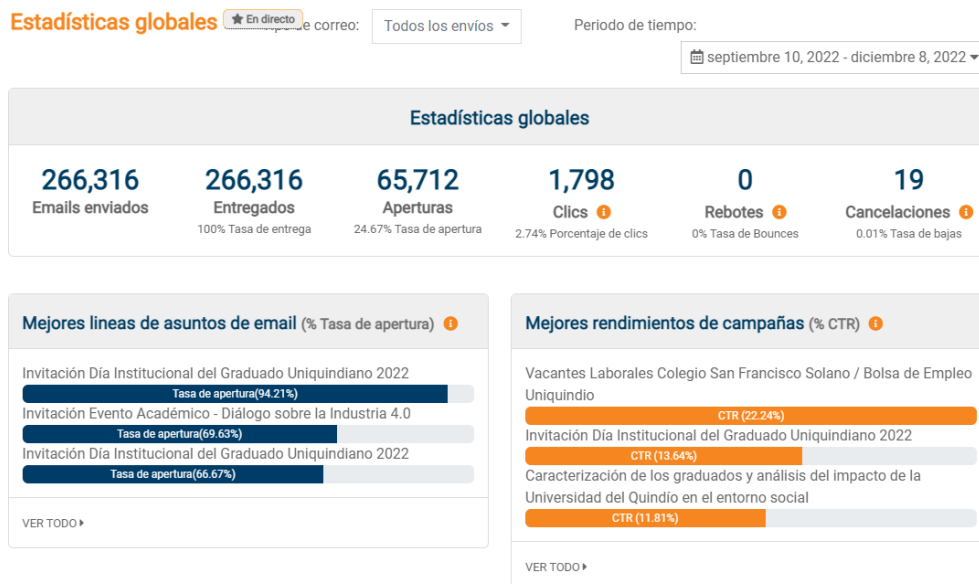 Estadísticas globales En directo de correo: Todos los envíos Periodo de tiempo:
septiembre 10, 2022 - diciembre 8, 2022
Estadísticas globales
266,316 266,316 65,712 1,798 0 19
Emails enviados Entregados Aperturas Clics Rebotes Cancelaciones
100% Tasa de entrega 24.67% Tasa de apertura 2.74% Porcentaje de clics 0% Tasa de Bounces 0.01% Tasa de bajas
Mejores lineas de asuntos de email (% Tasa de apertura)
Invitación Día Institucional del Graduado Uniquindiano 2022
Tasa de apertura(94.21%)
Invitación Evento Académico - Diálogo sobre la Industria 4.0
Tasa de apertura(69.63%)
Invitación Día Institucional del Graduado Uniquindiano 2022
Tasa de apertura(66.67%)
VER TODO
Mejores rendimientos de campañas (% CTR)
Vacantes Laborales Colegio San Francisco Solano / Bolsa de Empleo
Uniquindio
CTR (22.24%)
Invitación Día Institucional del Graduado Uniquindiano 2022
CTR (13.64%)
Caracterización de los graduados y análisis del impacto de la
Universidad del Quindío en el entorno social
CTR (11.81%)
VER TODO